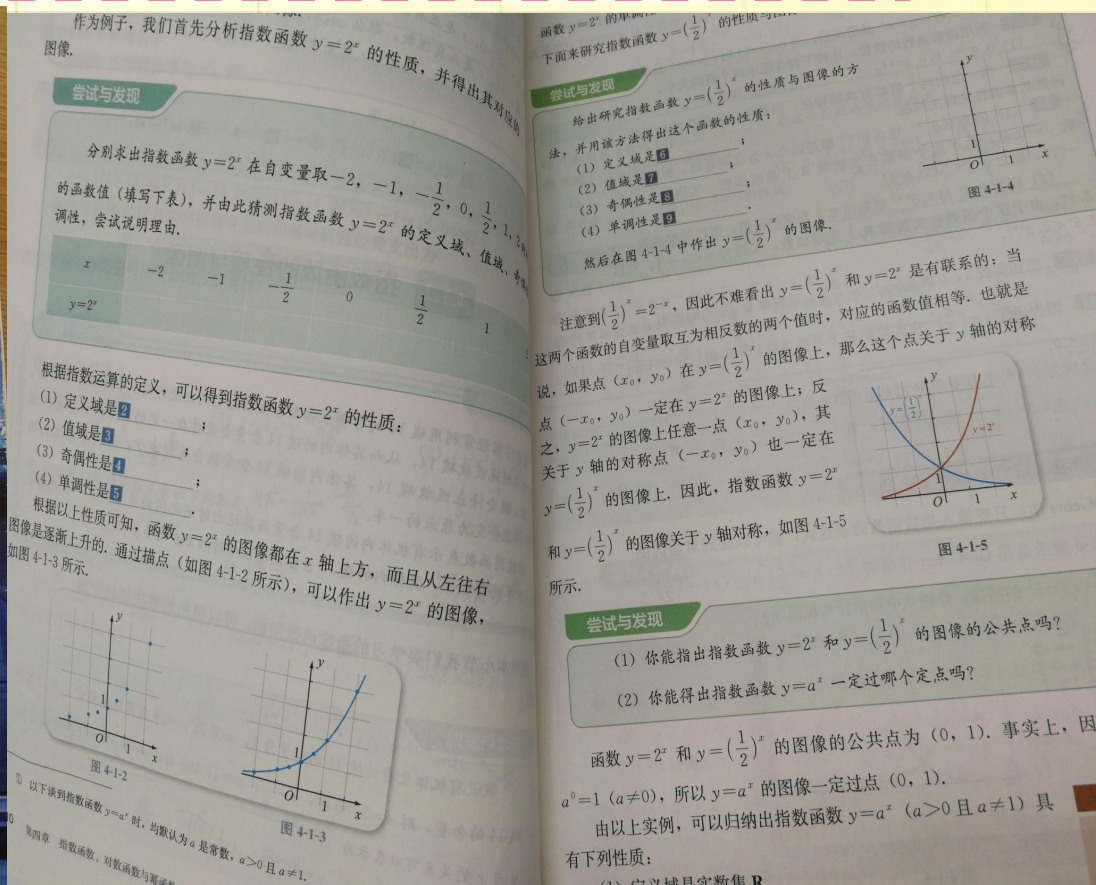 作为例子，我们首先分析指数函数 y=2^x 的性质，并得出其对应的
图像.
尝试与发现
分别求出指数函数 y=2^x 在自变量取−2，−1，−1/2，0，1/2，1，2
的函数值（填写下表），并由此猜测指数函数 y=2^x 的定义域、值域、奇偶
调性，尝试说明理由.
x −2 −1 −1/2 0 1/2 1
y=2^x
根据指数运算的定义，可以得到指数函数 y=2^x 的性质：
(1) 定义域是 2 ；
(2) 值域是 3 ；
(3) 奇偶性是 4 ；
(4) 单调性是 5 .
根据以上性质可知，函数 y=2^x 的图像都在 x 轴上方，而且从左往右
图像是逐渐上升的. 通过描点（如图 4-1-2 所示），可以作出 y=2^x 的图像，
如图 4-1-3 所示.
y
1
O 1 x
图 4-1-2
y
1
O 1 x
图 4-1-3
① 以下谈到指数函数 y=a^x 时，均默认为 a 是常数，a>0 且 a≠1.
0 第四章 指数函数、对数函数与幂函数
函数 y=2^x 的单调性
下面来研究指数函数 y=(1/2)^x 的性质与图像
尝试与发现
给出研究指数函数 y=(1/2)^x 的性质与图像的方
法，并用该方法得出这个函数的性质：
(1) 定义域是 6 ；
(2) 值域是 7 ；
(3) 奇偶性是 8 ；
(4) 单调性是 9 .
然后在图 4-1-4 中作出 y=(1/2)^x 的图像.
y
1
O 1 x
图 4-1-4
注意到(1/2)^x=2^−x，因此不难看出 y=(1/2)^x 和 y=2^x 是有联系的：当
这两个函数的自变量取互为相反数的两个值时，对应的函数值相等. 也就是
说，如果点（x₀，y₀）在 y=(1/2)^x 的图像上，那么这个点关于 y 轴的对称
点（−x₀，y₀）一定在 y=2^x 的图像上；反
之，y=2^x 的图像上任意一点（x₀，y₀），其
关于 y 轴的对称点（−x₀，y₀）也一定在
y=(1/2)^x 的图像上. 因此，指数函数 y=2^x
和 y=(1/2)^x 的图像关于 y 轴对称，如图 4-1-5
所示.
y
y=(1/2)^x
y=2^x
1
O 1 x
图 4-1-5
尝试与发现
(1) 你能指出指数函数 y=2^x 和 y=(1/2)^x 的图像的公共点吗？
(2) 你能得出指数函数 y=a^x 一定过哪个定点吗？
函数 y=2^x 和 y=(1/2)^x 的图像的公共点为（0，1）. 事实上，因
a^0=1（a≠0），所以 y=a^x 的图像一定过点（0，1）.
由以上实例，可以归纳出指数函数 y=a^x（a>0 且 a≠1）具
有下列性质：
(1) 定义域是实数集 R